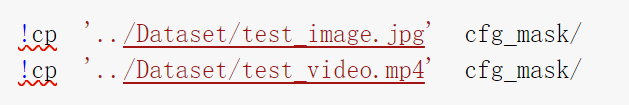 !cp '../Dataset/test_image.jpg' cfg_mask/
!cp '../Dataset/test_video.mp4' cfg_mask/